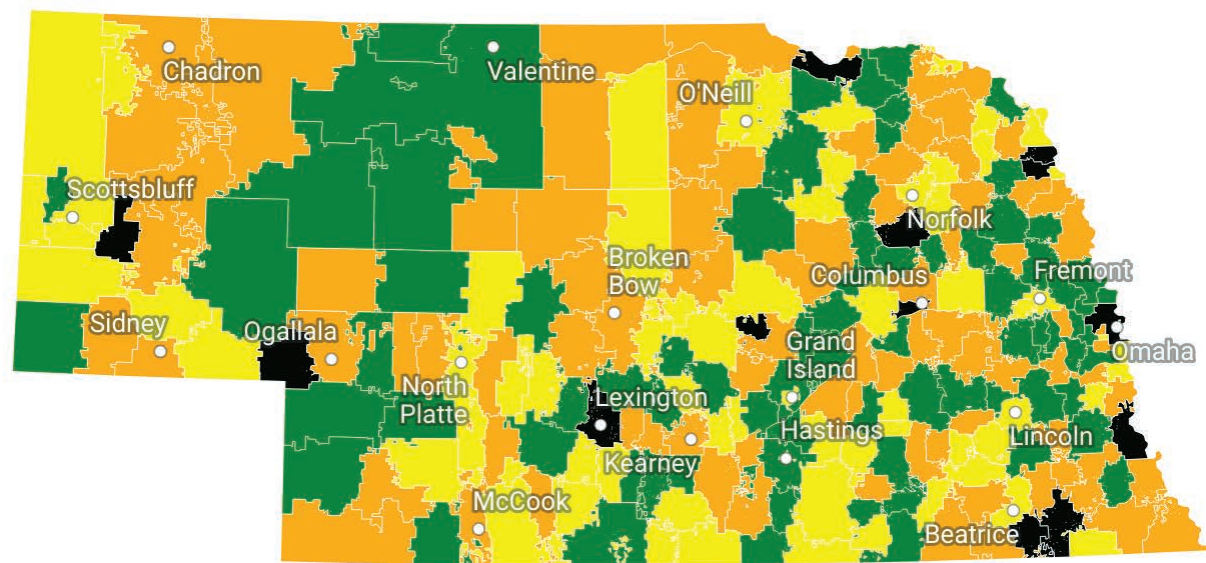 Chadron
Valentine
O'Neill
Scottsbluff
Norfolk
Broken
Bow
Columbus
Fremont
Sidney
Ogallala
Omaha
Grand
Island
North
Platte
Lexington
Hastings
Lincoln
Kearney
McCook
Beatrice